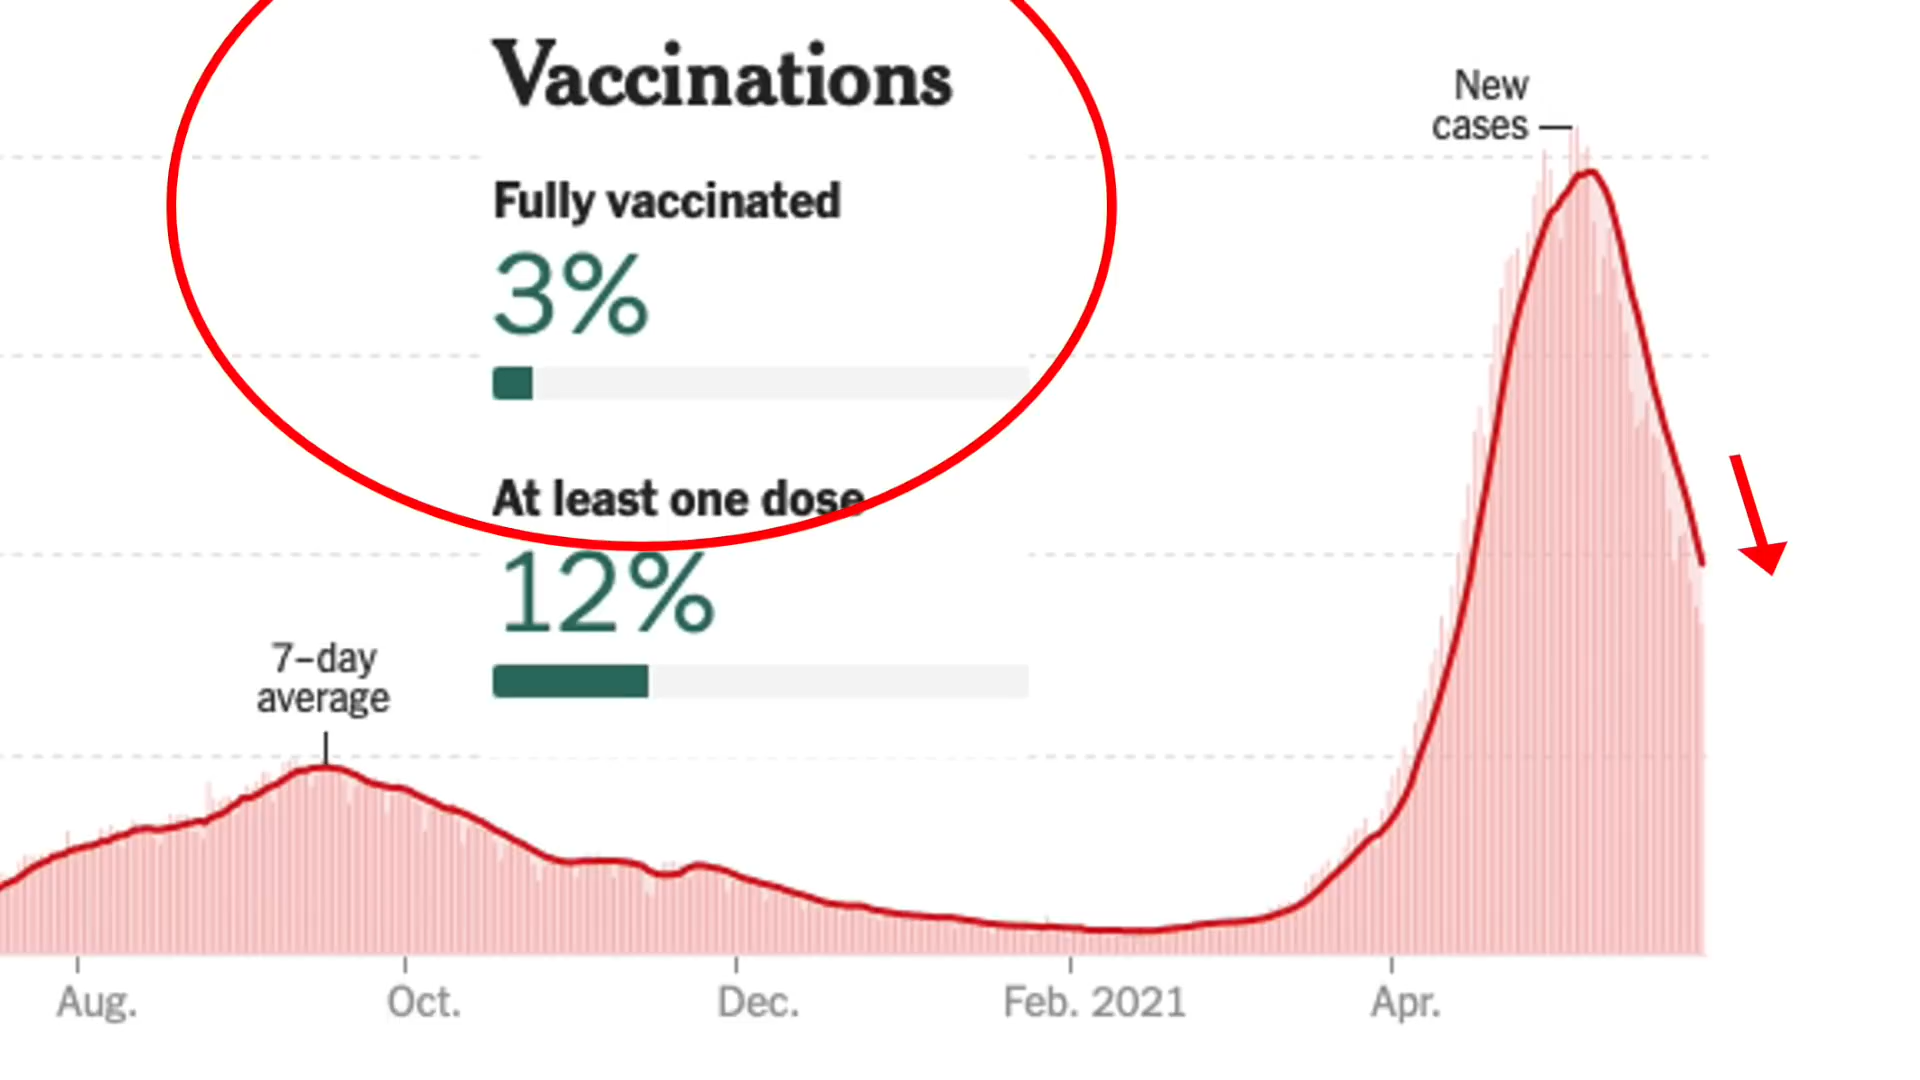 Vaccinations
New
cases
Fully vaccinated
3%
At least one dose
12%
7-day
average
Aug.
Oct.
Dec.
Feb. 2021
Apr.